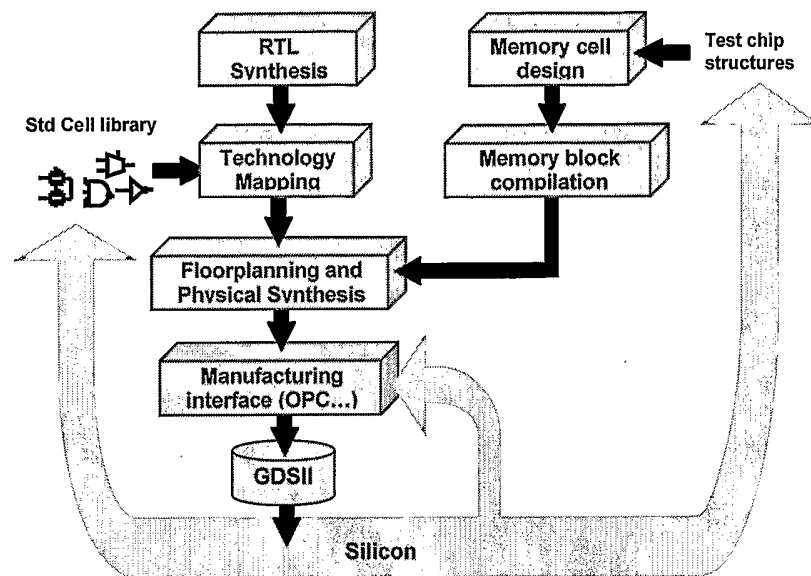 RTL
Synthesis
Memory cell
design
Test chip
structures
Std Cell library
Technology
Mapping
Memory block
compilation
Floorplanning and
Physical Synthesis
Manufacturing
interface (OPC...)
GDSII
Silicon